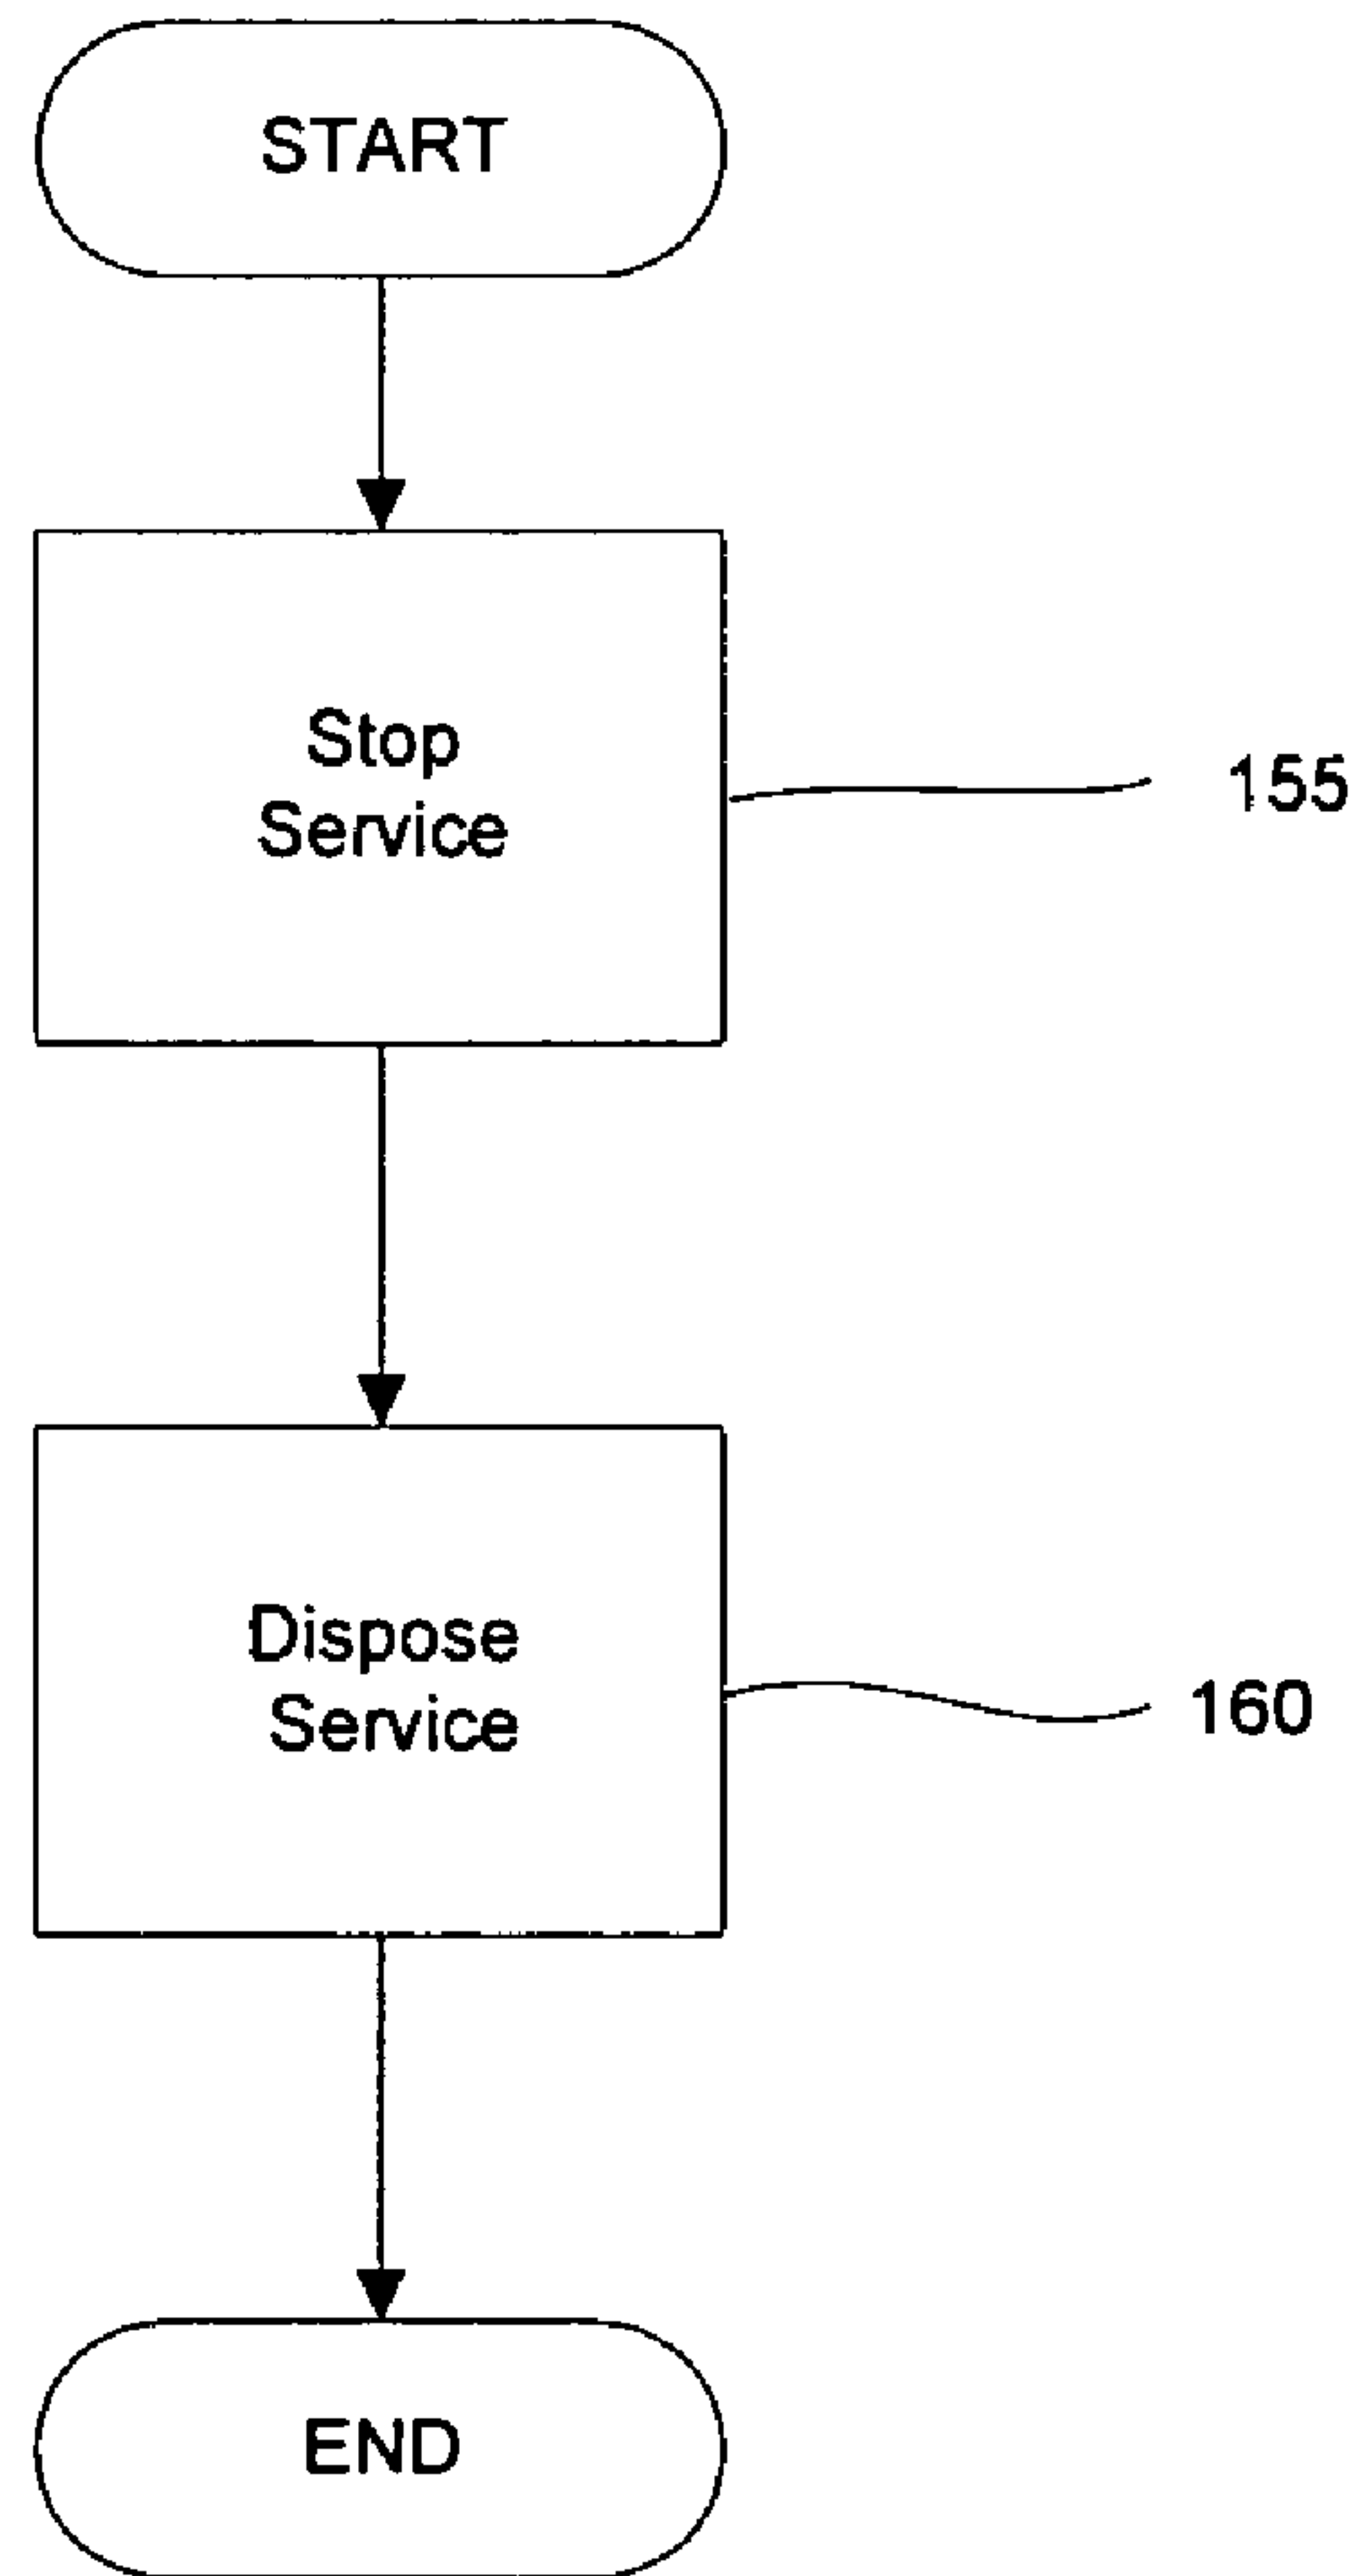 START
Stop
Service
155
Dispose
Service
160
END